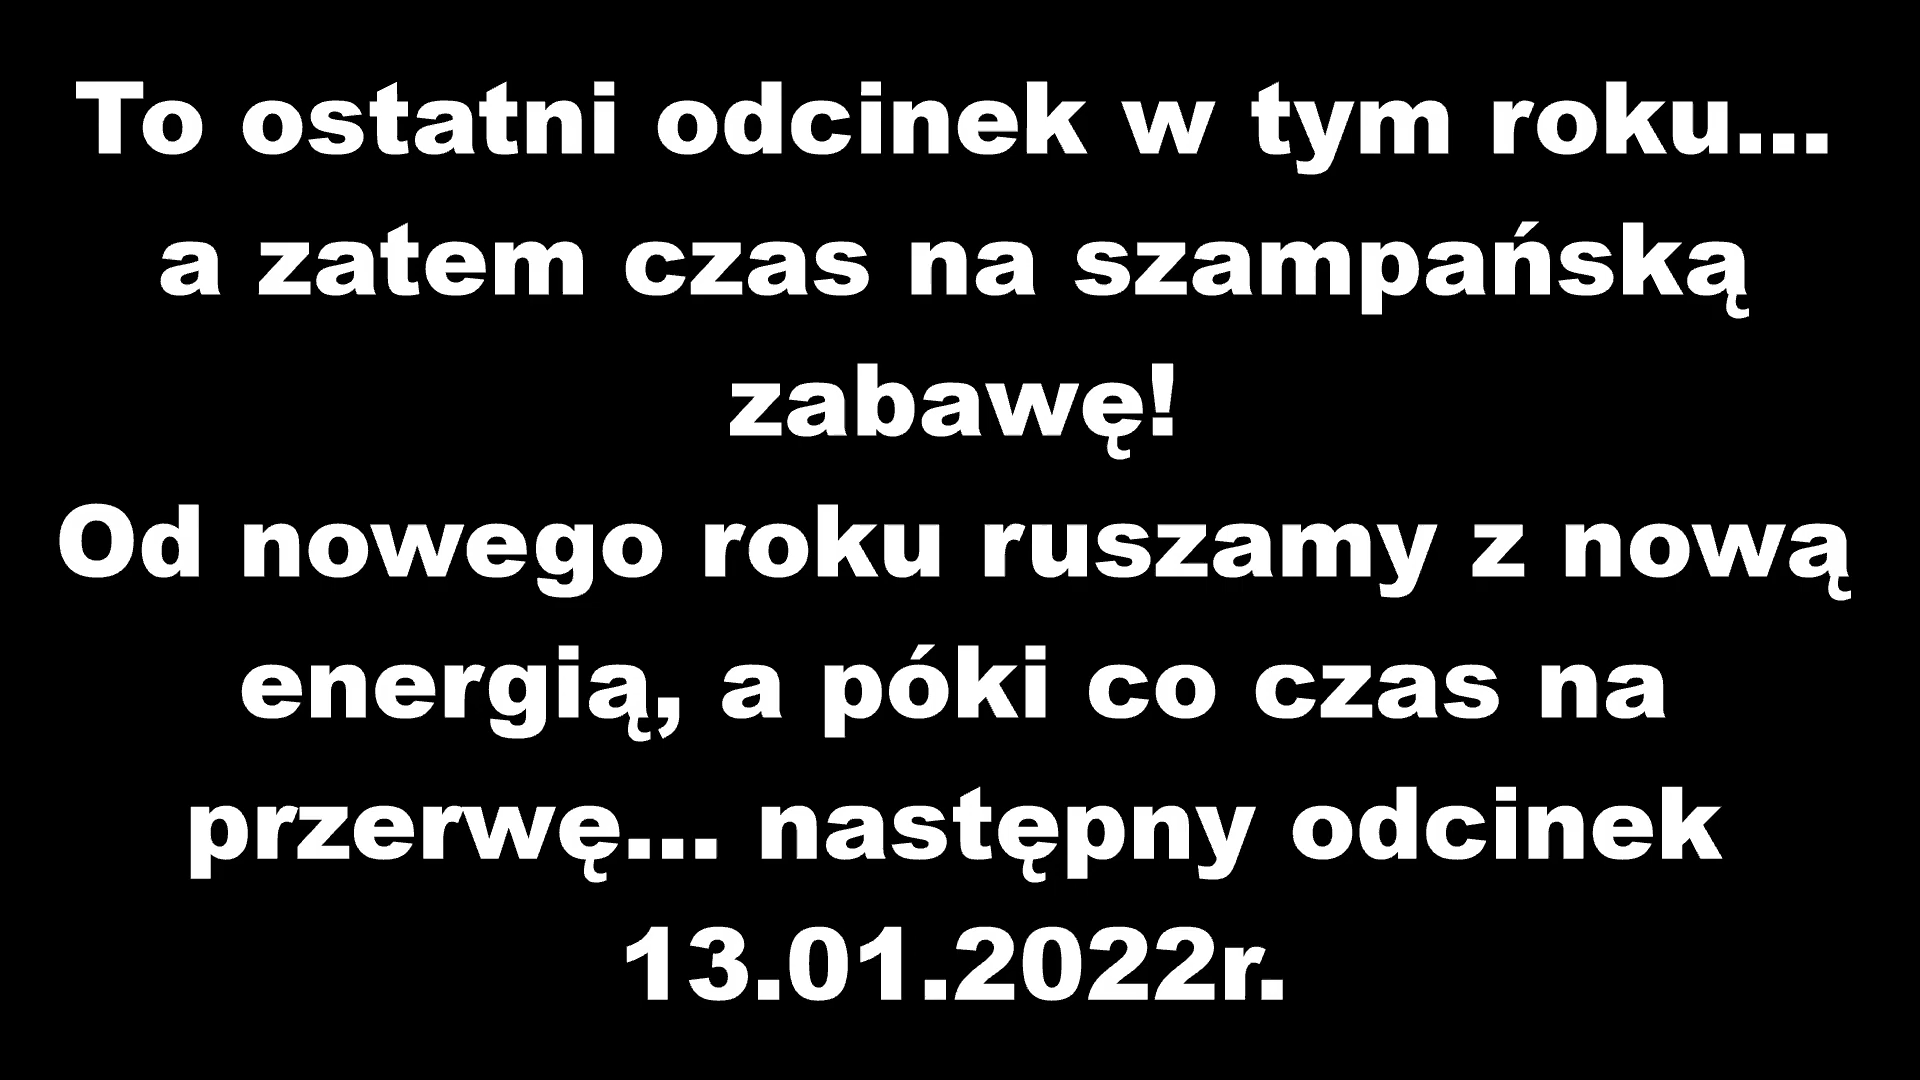 To ostatni odcinek w tym roku...
a zatem czas na szampańską
zabawę!
Od nowego roku ruszamy z nową
energią, a póki co czas na
przerwę... następny odcinek
13.01.2022r.